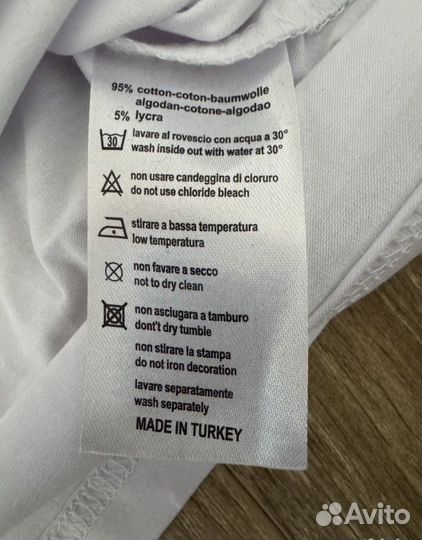 95% cotton-coton-baumwolle
algodan-cotone-algodao
5% lycra
30
lavare al rovescio con acqua a 30°
wash inside out with water at 30°
non usare candeggina di cloruro
do not use chloride bleach
stirare a bassa temperatura
low temperature
non favare a secco
not to dry clean
non asciugara a tamburo
dont't dry tumble
non stirare la stampa
do not iron decoration
lavare separatamente
wash separately
MADE IN TURKEY
Avito